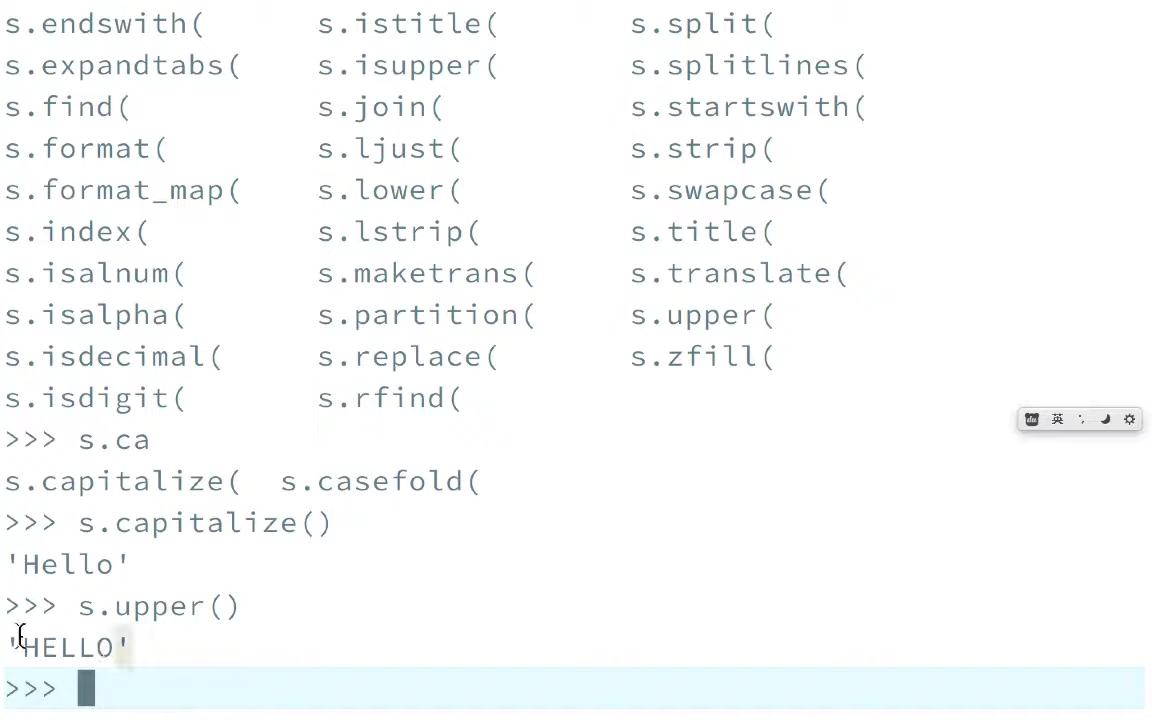 s.endswith(     s.istitle(      s.split(
s.expandtabs(   s.isupper(      s.splitlines(
s.find(         s.join(         s.startswith(
s.format(       s.ljust(        s.strip(
s.format_map(   s.lower(        s.swapcase(
s.index(        s.lstrip(       s.title(
s.isalnum(      s.maketrans(    s.translate(
s.isalpha(      s.partition(    s.upper(
s.isdecimal(    s.replace(      s.zfill(
s.isdigit(      s.rfind(
英
>>> s.ca
s.capitalize(  s.casefold(
>>> s.capitalize()
'Hello'
>>> s.upper()
'HELLO'
>>>